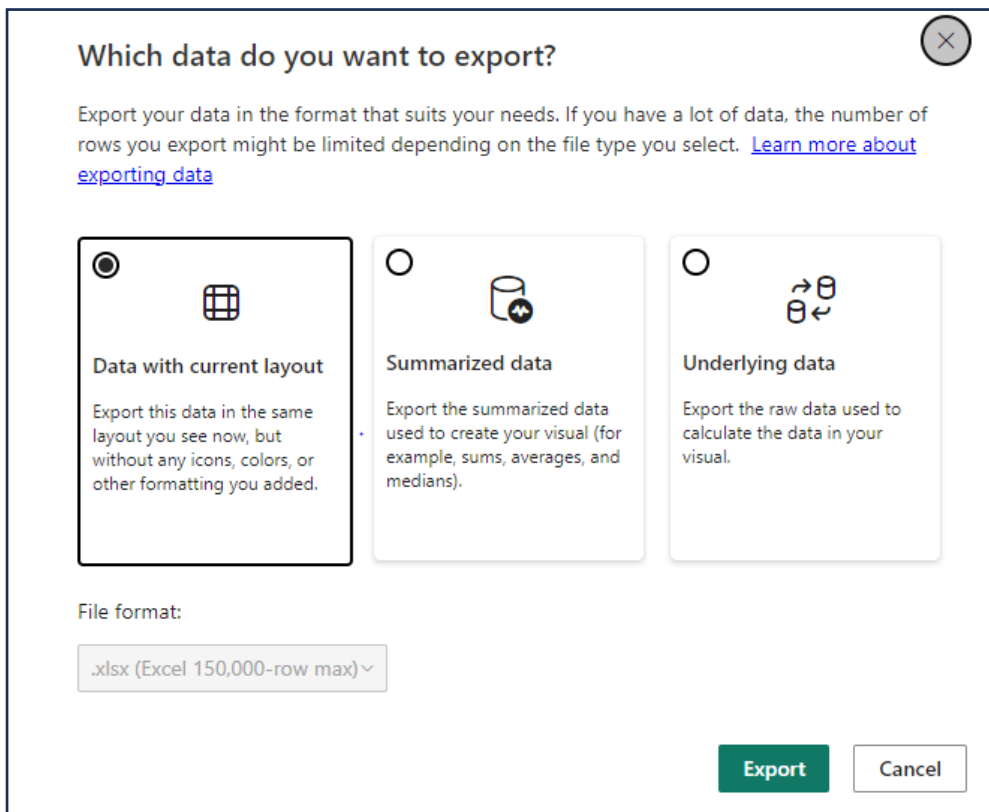 Which data do you want to export?
Export your data in the format that suits your needs. If you have a lot of data, the number of
rows you export might be limited depending on the file type you select. Learn more about
exporting data
Data with current layout
Export this data in the same
layout you see now, but
without any icons, colors, or
other formatting you added.
Summarized data
Export the summarized data
used to create your visual (for
example, sums, averages, and
medians).
Underlying data
Export the raw data used to
calculate the data in your
visual.
File format:
.xlsx (Excel 150,000-row max)
Export
Cancel